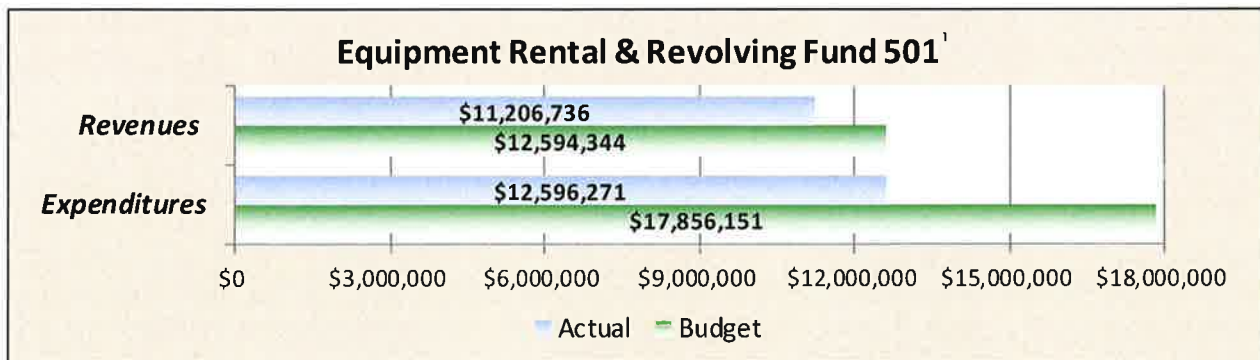 Equipment Rental & Revolving Fund 501¹
Revenues
$11,206,736
$12,594,344
Expenditures
$12,596,271
$17,856,151
$0 $3,000,000 $6,000,000 $9,000,000 $12,000,000 $15,000,000 $18,000,000
Actual Budget